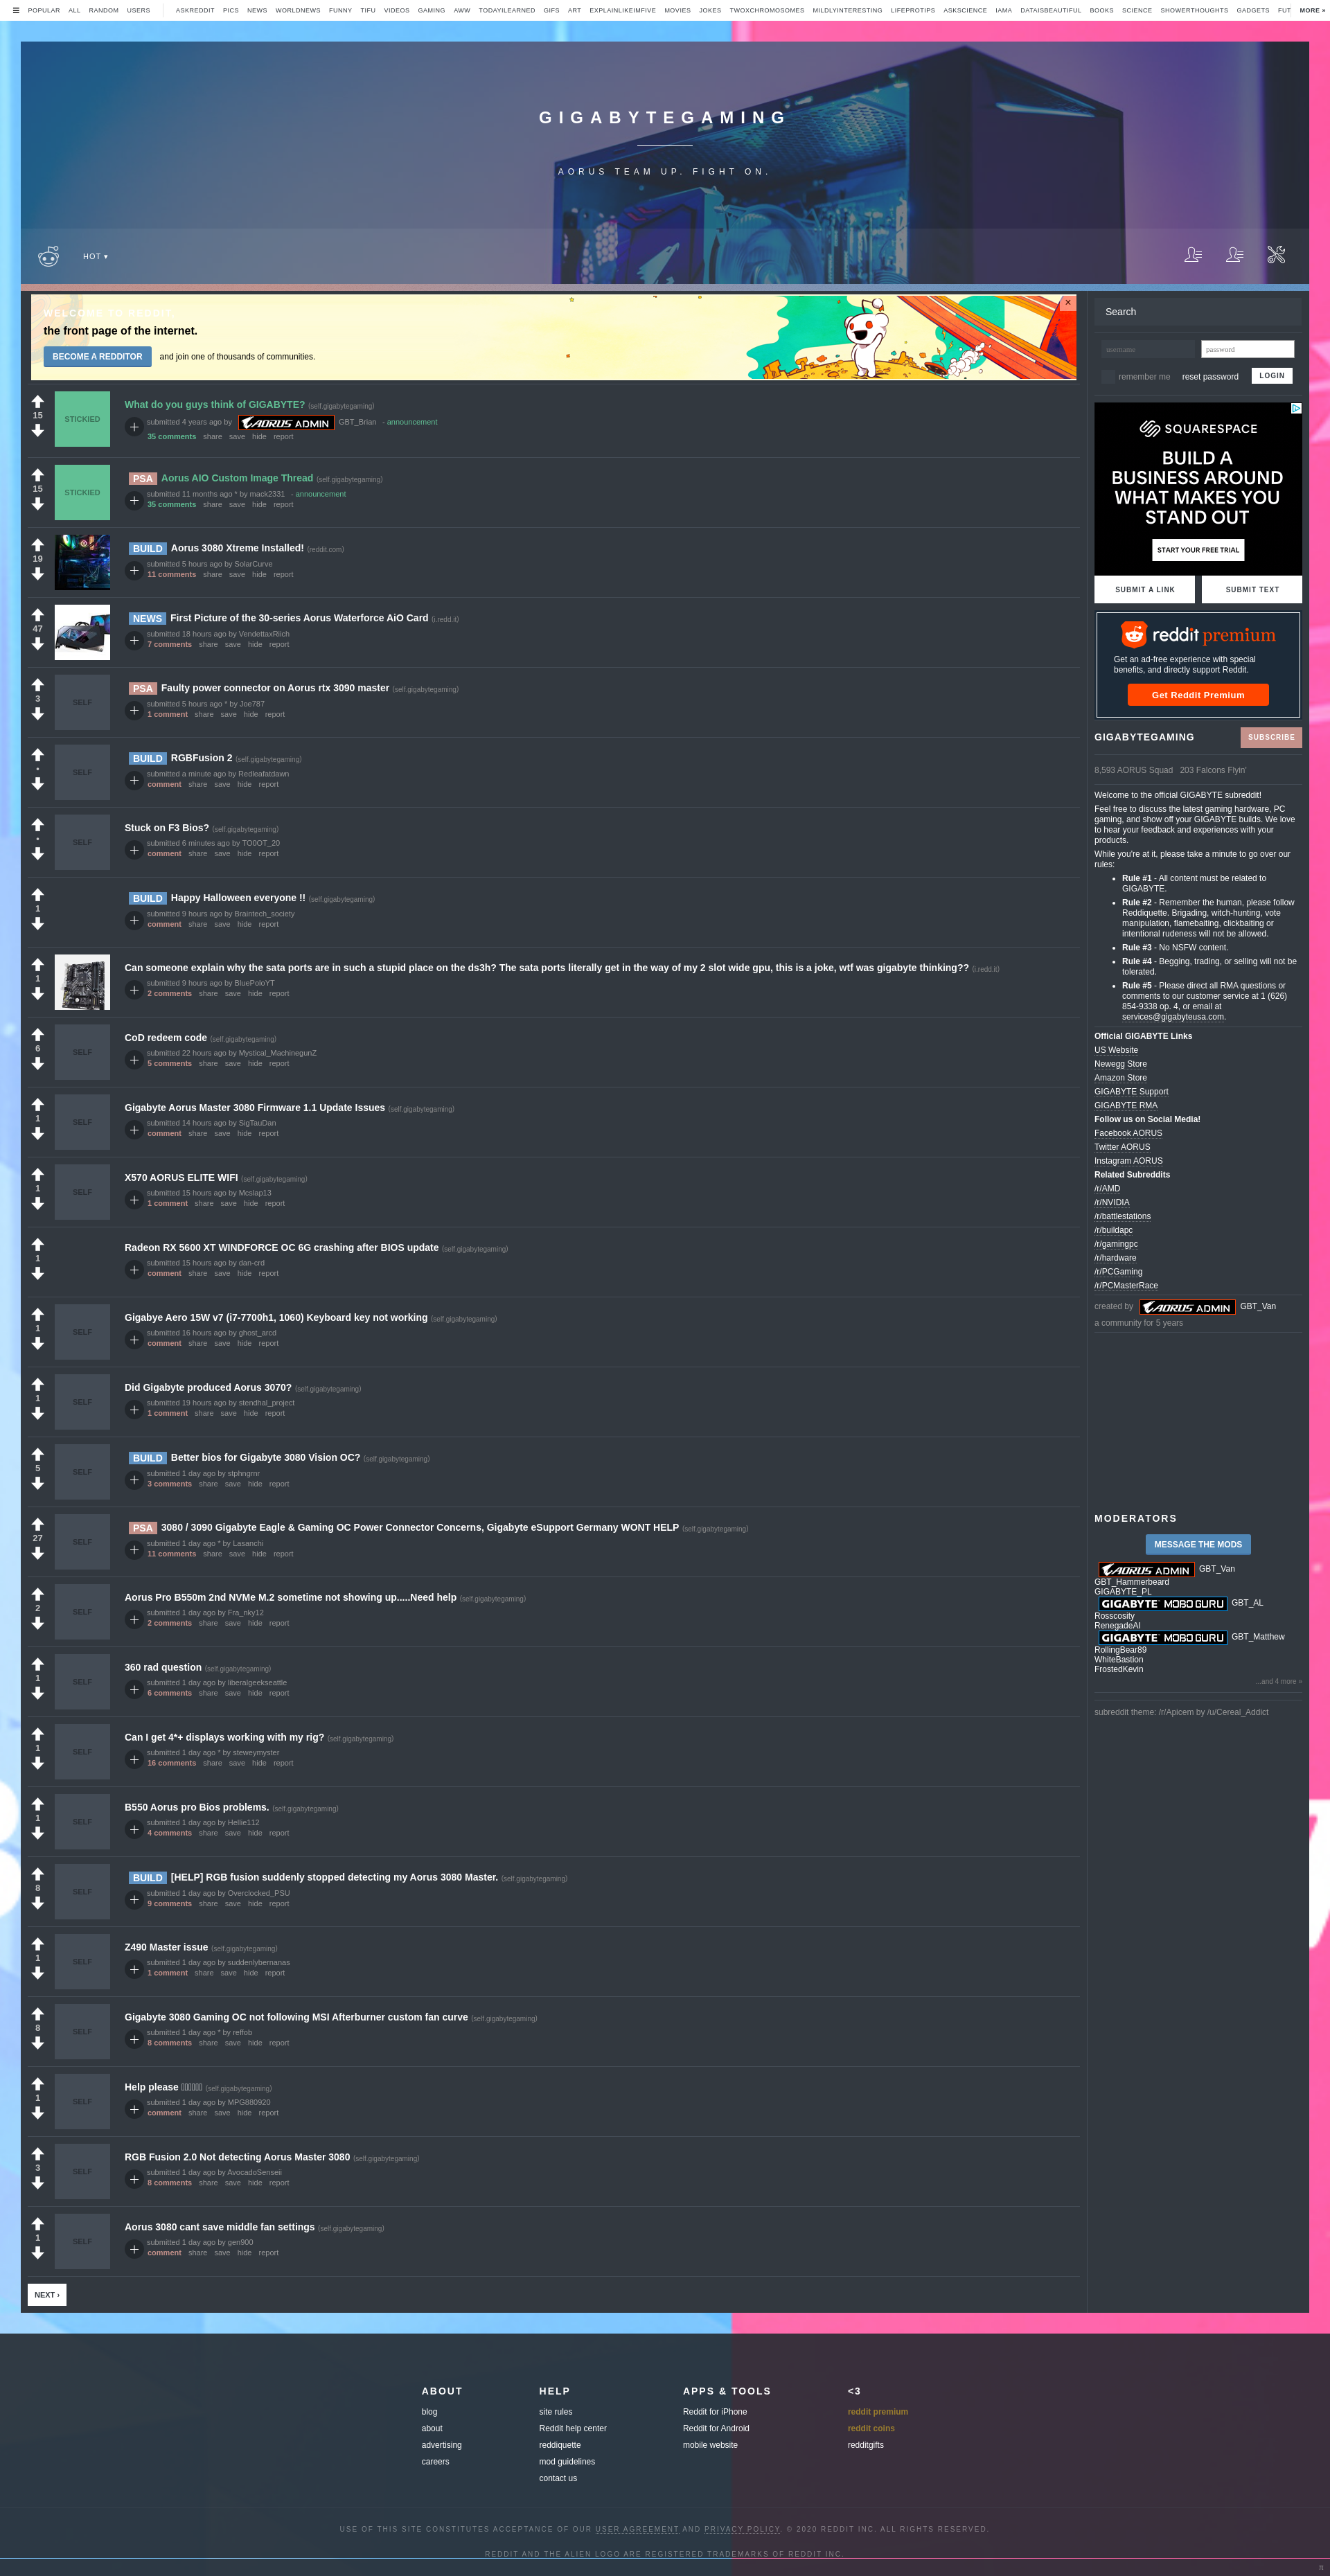 ≡ POPULAR ALL RANDOM USERS ASKREDDIT PICS NEWS WORLDNEWS FUNNY TIFU VIDEOS GAMING AWW TODAYILEARNED GIFS ART EXPLAINLIKEIMFIVE MOVIES JOKES TWOXCHROMOSOMES MILDLYINTERESTING LIFEPROTIPS ASKSCIENCE IAMA DATAISBEAUTIFUL BOOKS SCIENCE SHOWERTHOUGHTS GADGETS FUT MORE »
GIGABYTEGAMING
AORUS TEAM UP. FIGHT ON.
HOT ▾
WELCOME TO REDDIT,
the front page of the internet.
BECOME A REDDITOR and join one of thousands of communities.
×
15
STICKIED
What do you guys think of GIGABYTE? (self.gigabytegaming)
submitted 4 years ago by AORUS ADMIN GBT_Brian - announcement
35 comments share save hide report
15
STICKIED
PSA Aorus AIO Custom Image Thread (self.gigabytegaming)
submitted 11 months ago * by mack2331 - announcement
35 comments share save hide report
19
BUILD Aorus 3080 Xtreme Installed! (reddit.com)
submitted 5 hours ago by SolarCurve
11 comments share save hide report
47
NEWS First Picture of the 30-series Aorus Waterforce AiO Card (i.redd.it)
submitted 18 hours ago by VendettaxRiich
7 comments share save hide report
3
SELF
PSA Faulty power connector on Aorus rtx 3090 master (self.gigabytegaming)
submitted 5 hours ago * by Joe787
1 comment share save hide report
•
SELF
BUILD RGBFusion 2 (self.gigabytegaming)
submitted a minute ago by Redleafatdawn
comment share save hide report
•
SELF
Stuck on F3 Bios? (self.gigabytegaming)
submitted 6 minutes ago by TO0OT_20
comment share save hide report
1
BUILD Happy Halloween everyone !! (self.gigabytegaming)
submitted 9 hours ago by Braintech_society
comment share save hide report
1
Can someone explain why the sata ports are in such a stupid place on the ds3h? The sata ports literally get in the way of my 2 slot wide gpu, this is a joke, wtf was gigabyte thinking?? (i.redd.it)
submitted 9 hours ago by BluePoloYT
2 comments share save hide report
6
SELF
CoD redeem code (self.gigabytegaming)
submitted 22 hours ago by Mystical_MachinegunZ
5 comments share save hide report
1
SELF
Gigabyte Aorus Master 3080 Firmware 1.1 Update Issues (self.gigabytegaming)
submitted 14 hours ago by SigTauDan
comment share save hide report
1
SELF
X570 AORUS ELITE WIFI (self.gigabytegaming)
submitted 15 hours ago by Mcslap13
1 comment share save hide report
1
Radeon RX 5600 XT WINDFORCE OC 6G crashing after BIOS update (self.gigabytegaming)
submitted 15 hours ago by dan-crd
comment share save hide report
1
SELF
Gigabye Aero 15W v7 (i7-7700h1, 1060) Keyboard key not working (self.gigabytegaming)
submitted 16 hours ago by ghost_arcd
comment share save hide report
1
SELF
Did Gigabyte produced Aorus 3070? (self.gigabytegaming)
submitted 19 hours ago by stendhal_project
1 comment share save hide report
5
SELF
BUILD Better bios for Gigabyte 3080 Vision OC? (self.gigabytegaming)
submitted 1 day ago by stphngrnr
3 comments share save hide report
27
SELF
PSA 3080 / 3090 Gigabyte Eagle & Gaming OC Power Connector Concerns, Gigabyte eSupport Germany WONT HELP (self.gigabytegaming)
submitted 1 day ago * by Lasanchi
11 comments share save hide report
2
SELF
Aorus Pro B550m 2nd NVMe M.2 sometime not showing up.....Need help (self.gigabytegaming)
submitted 1 day ago by Fra_nky12
2 comments share save hide report
1
SELF
360 rad question (self.gigabytegaming)
submitted 1 day ago by liberalgeekseattle
6 comments share save hide report
1
SELF
Can I get 4*+ displays working with my rig? (self.gigabytegaming)
submitted 1 day ago * by steweymyster
16 comments share save hide report
1
SELF
B550 Aorus pro Bios problems. (self.gigabytegaming)
submitted 1 day ago by Hellie112
4 comments share save hide report
8
SELF
BUILD [HELP] RGB fusion suddenly stopped detecting my Aorus 3080 Master. (self.gigabytegaming)
submitted 1 day ago by Overclocked_PSU
9 comments share save hide report
1
SELF
Z490 Master issue (self.gigabytegaming)
submitted 1 day ago by suddenlybernanas
1 comment share save hide report
8
SELF
Gigabyte 3080 Gaming OC not following MSI Afterburner custom fan curve (self.gigabytegaming)
submitted 1 day ago * by reffob
8 comments share save hide report
1
SELF
Help please (self.gigabytegaming)
submitted 1 day ago by MPG880920
comment share save hide report
3
SELF
RGB Fusion 2.0 Not detecting Aorus Master 3080 (self.gigabytegaming)
submitted 1 day ago by AvocadoSenseii
8 comments share save hide report
1
SELF
Aorus 3080 cant save middle fan settings (self.gigabytegaming)
submitted 1 day ago by gen900
comment share save hide report
NEXT ›
Search
username password
remember me reset password LOGIN
SQUARESPACE
BUILD A
BUSINESS AROUND
WHAT MAKES YOU
STAND OUT
START YOUR FREE TRIAL
SUBMIT A LINK SUBMIT TEXT
reddit premium
Get an ad-free experience with special
benefits, and directly support Reddit.
Get Reddit Premium
GIGABYTEGAMING SUBSCRIBE
8,593 AORUS Squad 203 Falcons Flyin'
Welcome to the official GIGABYTE subreddit!
Feel free to discuss the latest gaming hardware, PC
gaming, and show off your GIGABYTE builds. We love
to hear your feedback and experiences with your
products.
While you're at it, please take a minute to go over our
rules:
• Rule #1 - All content must be related to
GIGABYTE.
• Rule #2 - Remember the human, please follow
Reddiquette. Brigading, witch-hunting, vote
manipulation, flamebaiting, clickbaiting or
intentional rudeness will not be allowed.
• Rule #3 - No NSFW content.
• Rule #4 - Begging, trading, or selling will not be
tolerated.
• Rule #5 - Please direct all RMA questions or
comments to our customer service at 1 (626)
854-9338 op. 4, or email at
services@gigabyteusa.com.
Official GIGABYTE Links
US Website
Newegg Store
Amazon Store
GIGABYTE Support
GIGABYTE RMA
Follow us on Social Media!
Facebook AORUS
Twitter AORUS
Instagram AORUS
Related Subreddits
/r/AMD
/r/NVIDIA
/r/battlestations
/r/buildapc
/r/gamingpc
/r/hardware
/r/PCGaming
/r/PCMasterRace
created by AORUS ADMIN GBT_Van
a community for 5 years
MODERATORS
MESSAGE THE MODS
AORUS ADMIN GBT_Van
GBT_Hammerbeard
GIGABYTE_PL
GIGABYTE MOBO GURU GBT_AL
Rosscosity
RenegadeAI
GIGABYTE MOBO GURU GBT_Matthew
RollingBear89
WhiteBastion
FrostedKevin
...and 4 more »
subreddit theme: /r/Apicem by /u/Cereal_Addict
ABOUT
blog
about
advertising
careers
HELP
site rules
Reddit help center
reddiquette
mod guidelines
contact us
APPS & TOOLS
Reddit for iPhone
Reddit for Android
mobile website
<3
reddit premium
reddit coins
redditgifts
USE OF THIS SITE CONSTITUTES ACCEPTANCE OF OUR USER AGREEMENT AND PRIVACY POLICY. © 2020 REDDIT INC. ALL RIGHTS RESERVED.
REDDIT AND THE ALIEN LOGO ARE REGISTERED TRADEMARKS OF REDDIT INC.
π